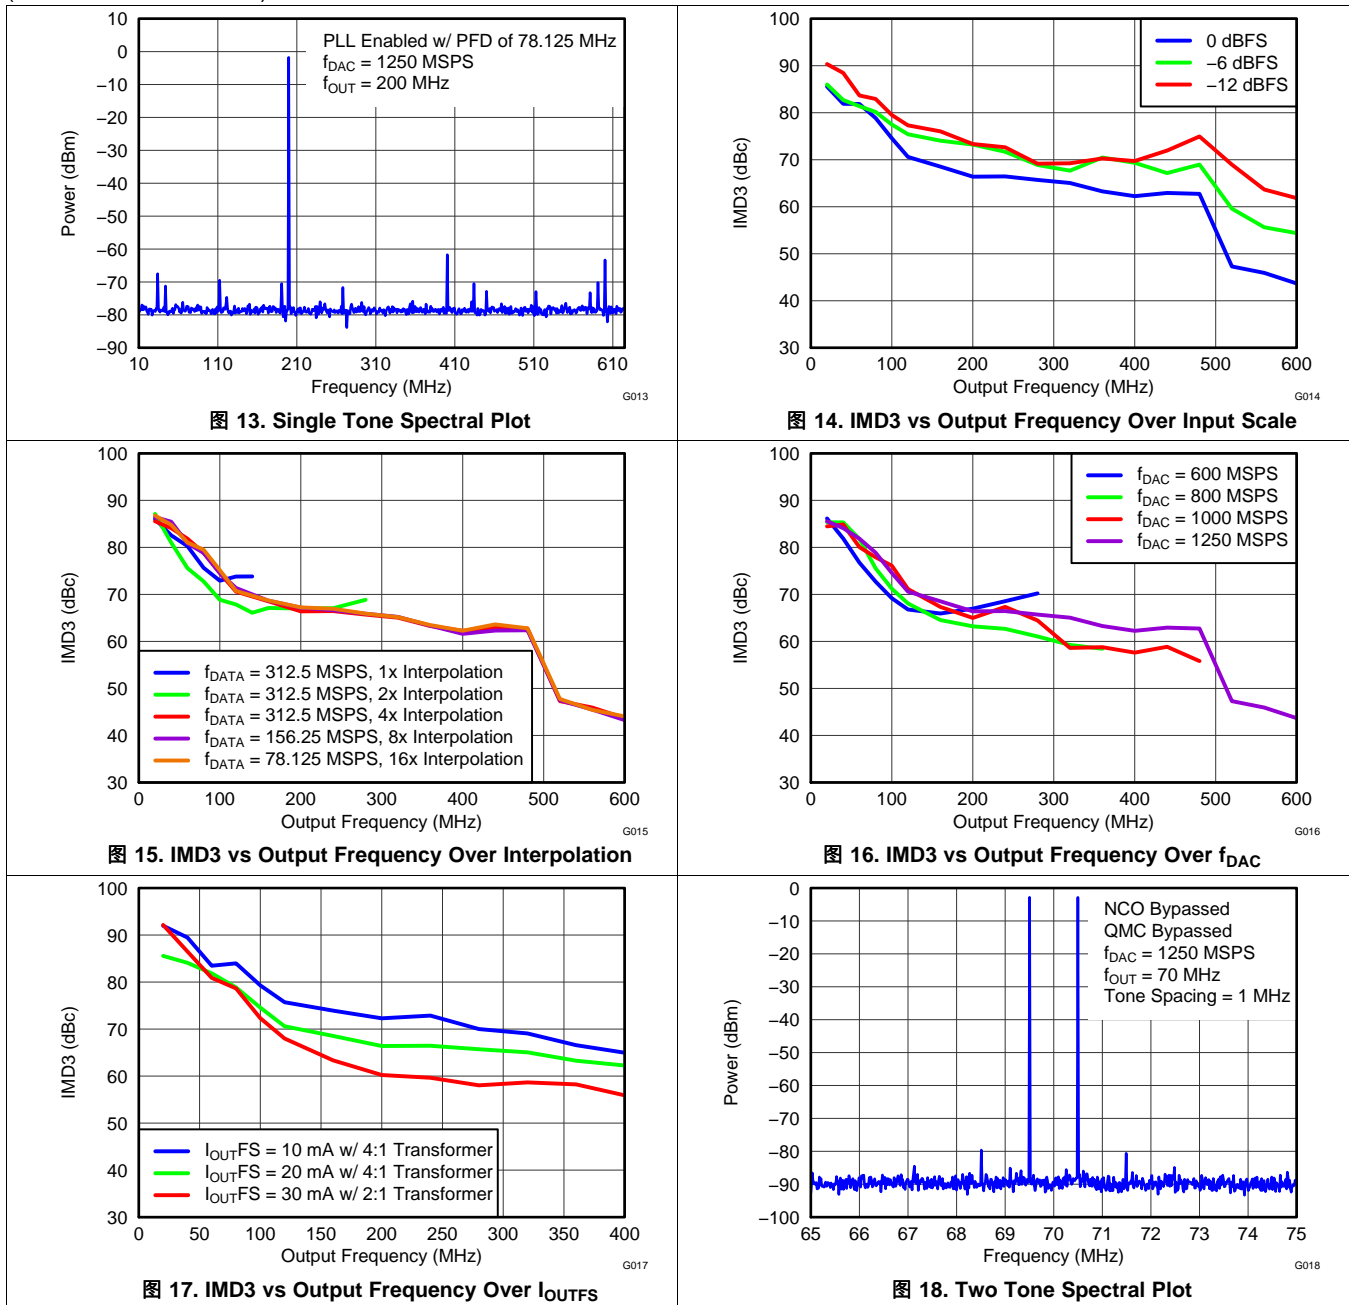 10
0
−10
−20
−30
−40
−50
−60
−70
−80
−90
Power (dBm)
PLL Enabled w/ PFD of 78.125 MHz
fDAC = 1250 MSPS
fOUT = 200 MHz
10 110 210 310 410 510 610
Frequency (MHz)
G013
图 13. Single Tone Spectral Plot
100
90
80
70
60
50
40
30
IMD3 (dBc)
0 dBFS
−6 dBFS
−12 dBFS
0 100 200 300 400 500 600
Output Frequency (MHz)
G014
图 14. IMD3 vs Output Frequency Over Input Scale
100
90
80
70
60
50
40
30
IMD3 (dBc)
fDATA = 312.5 MSPS, 1x Interpolation
fDATA = 312.5 MSPS, 2x Interpolation
fDATA = 312.5 MSPS, 4x Interpolation
fDATA = 156.25 MSPS, 8x Interpolation
fDATA = 78.125 MSPS, 16x Interpolation
0 100 200 300 400 500 600
Output Frequency (MHz)
G015
图 15. IMD3 vs Output Frequency Over Interpolation
100
90
80
70
60
50
40
30
IMD3 (dBc)
fDAC = 600 MSPS
fDAC = 800 MSPS
fDAC = 1000 MSPS
fDAC = 1250 MSPS
0 100 200 300 400 500 600
Output Frequency (MHz)
G016
图 16. IMD3 vs Output Frequency Over fDAC
100
90
80
70
60
50
40
30
IMD3 (dBc)
IOUTFS = 10 mA w/ 4:1 Transformer
IOUTFS = 20 mA w/ 4:1 Transformer
IOUTFS = 30 mA w/ 2:1 Transformer
0 50 100 150 200 250 300 350 400
Output Frequency (MHz)
G017
图 17. IMD3 vs Output Frequency Over IOUTFS
0
−10
−20
−30
−40
−50
−60
−70
−80
−90
−100
Power (dBm)
NCO Bypassed
QMC Bypassed
fDAC = 1250 MSPS
fOUT = 70 MHz
Tone Spacing = 1 MHz
65 66 67 68 69 70 71 72 73 74 75
Frequency (MHz)
G018
图 18. Two Tone Spectral Plot